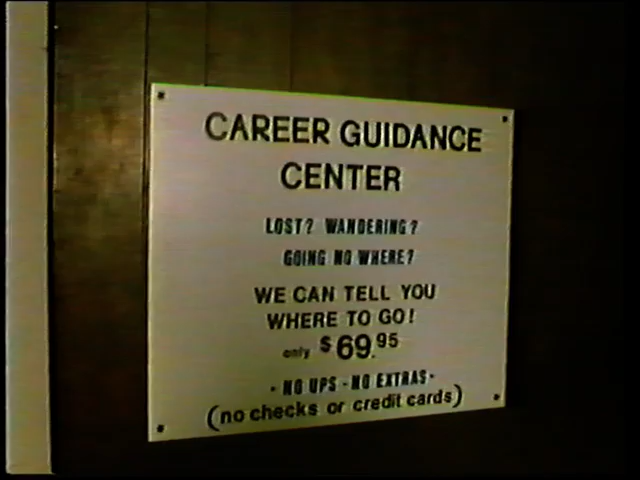 CAREER GUIDANCE
CENTER
LOST? WANDERING?
GOING NO WHERE?
WE CAN TELL YOU
WHERE TO GO!
only $69.95
- NO UPS - NO EXTRAS -
(no checks or credit cards)